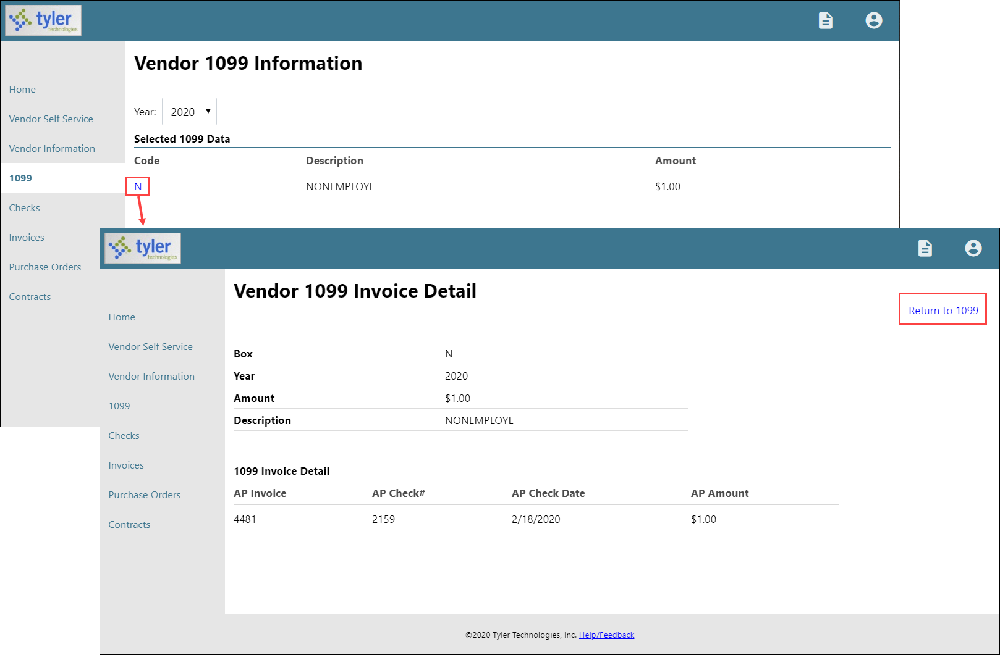 tyler
technologies
Vendor 1099 Information
Home
Vendor Self Service
Vendor Information
1099
Checks
Invoices
Purchase Orders
Contracts
Year: 2020
Selected 1099 Data
Code Description Amount
N NONEMPLOYE $1.00
tyler
technologies
Vendor 1099 Invoice Detail
Return to 1099
Home
Vendor Self Service
Vendor Information
1099
Checks
Invoices
Purchase Orders
Contracts
Box N
Year 2020
Amount $1.00
Description NONEMPLOYE
1099 Invoice Detail
AP Invoice AP Check# AP Check Date AP Amount
4481 2159 2/18/2020 $1.00
©2020 Tyler Technologies, Inc. Help/Feedback